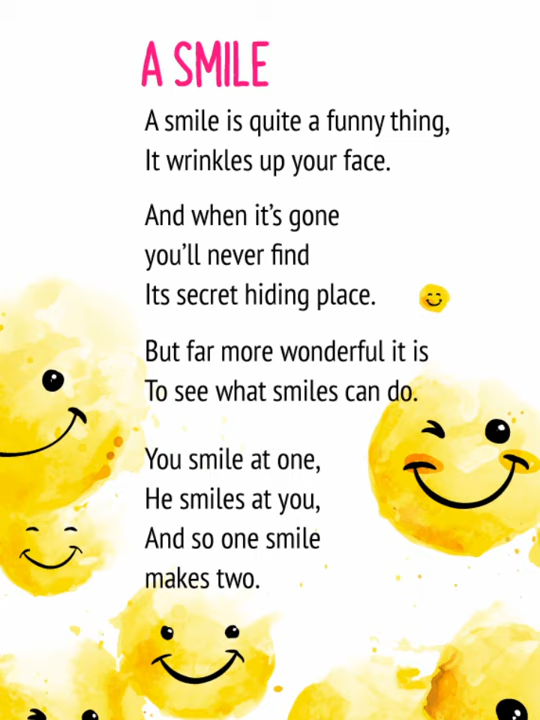 A SMILE
A smile is quite a funny thing,
It wrinkles up your face.
And when it’s gone
you’ll never find
Its secret hiding place.
But far more wonderful it is
To see what smiles can do.
You smile at one,
He smiles at you,
And so one smile
makes two.